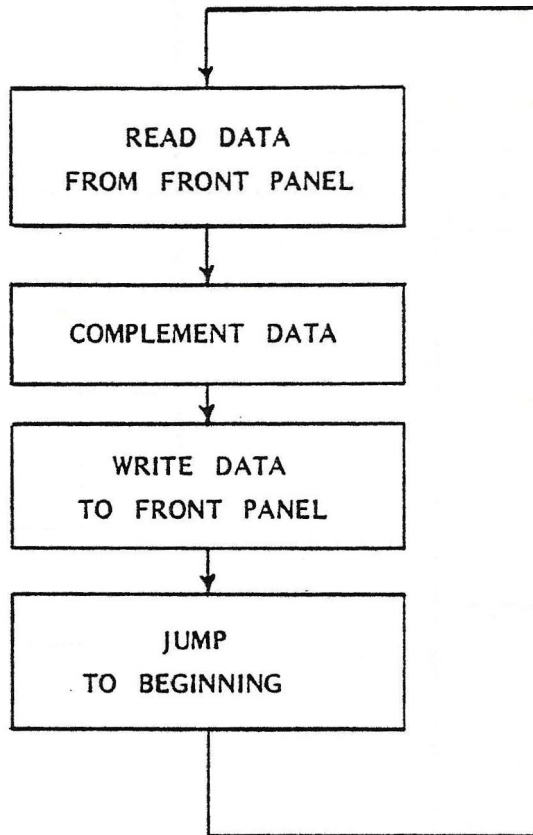 READ DATA
FROM FRONT PANEL
COMPLEMENT DATA
WRITE DATA
TO FRONT PANEL
JUMP
TO BEGINNING